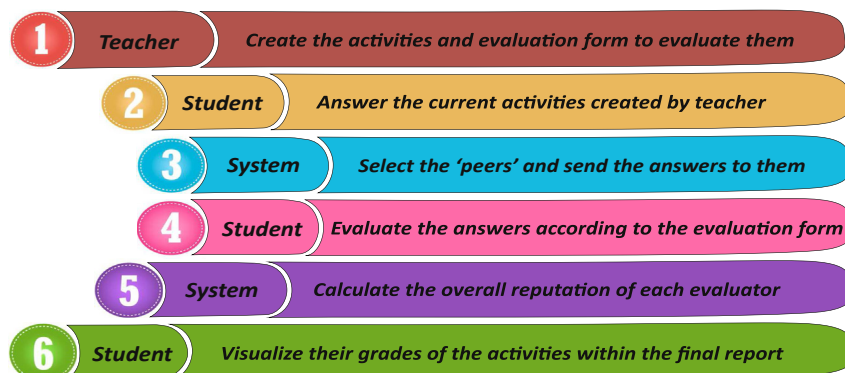 1 Teacher Create the activities and evaluation form to evaluate them
2 Student Answer the current activities created by teacher
3 System Select the ‘peers’ and send the answers to them
4 Student Evaluate the answers according to the evaluation form
5 System Calculate the overall reputation of each evaluator
6 Student Visualize their grades of the activities within the final report